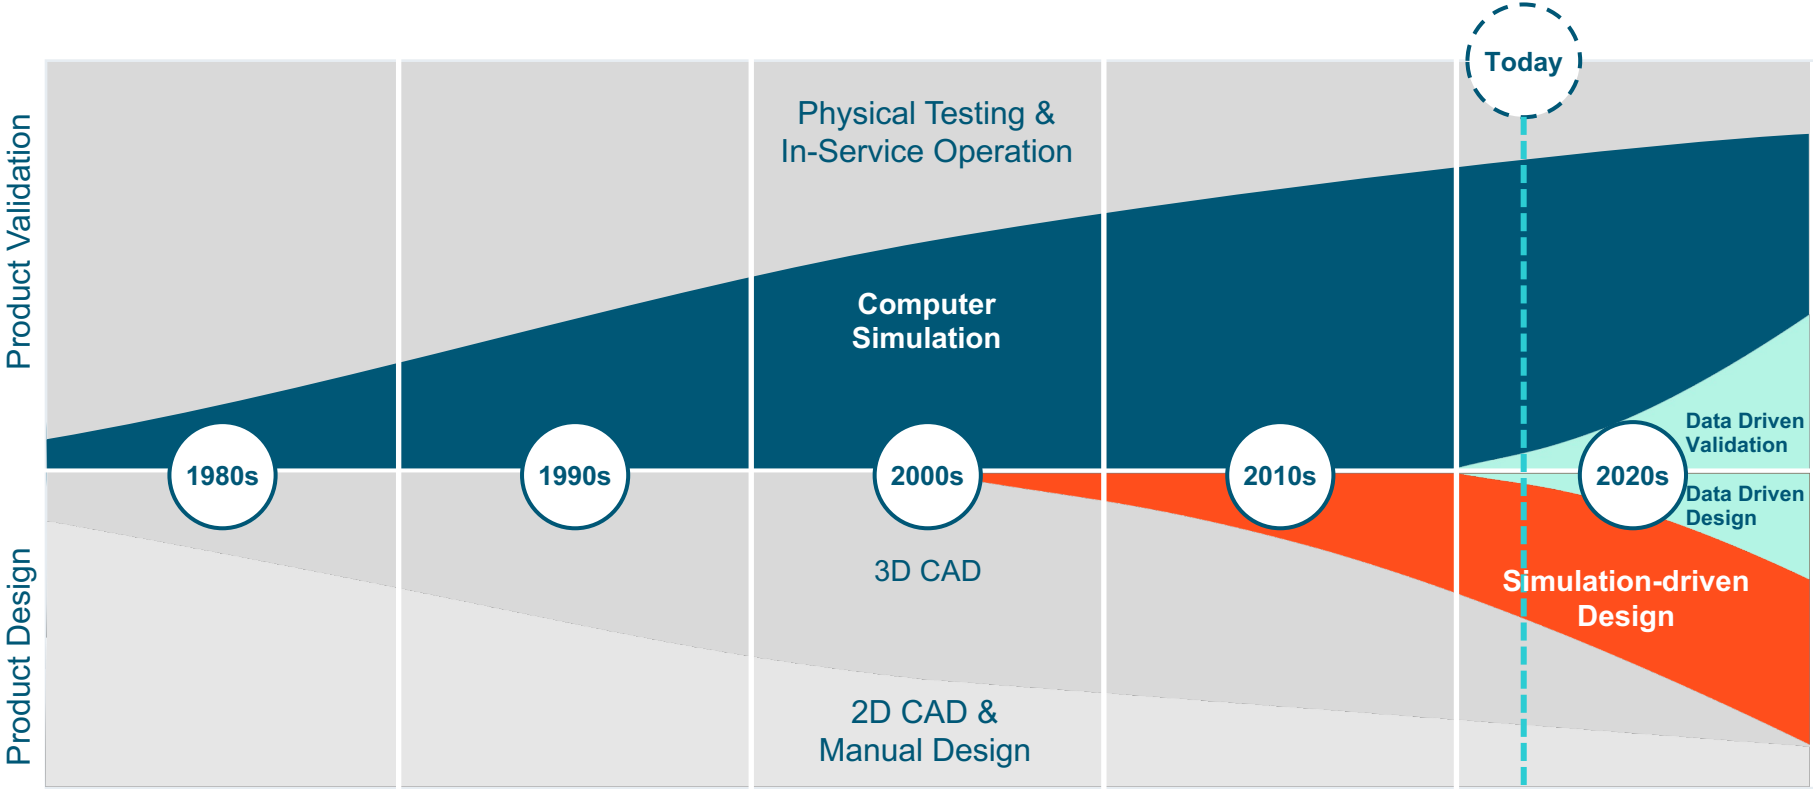 Today
Product Validation
Physical Testing &
In-Service Operation
Computer
Simulation
Data Driven
Validation
1980s
1990s
2000s
2010s
2020s
Data Driven
Design
Product Design
3D CAD
Simulation-driven
Design
2D CAD &
Manual Design